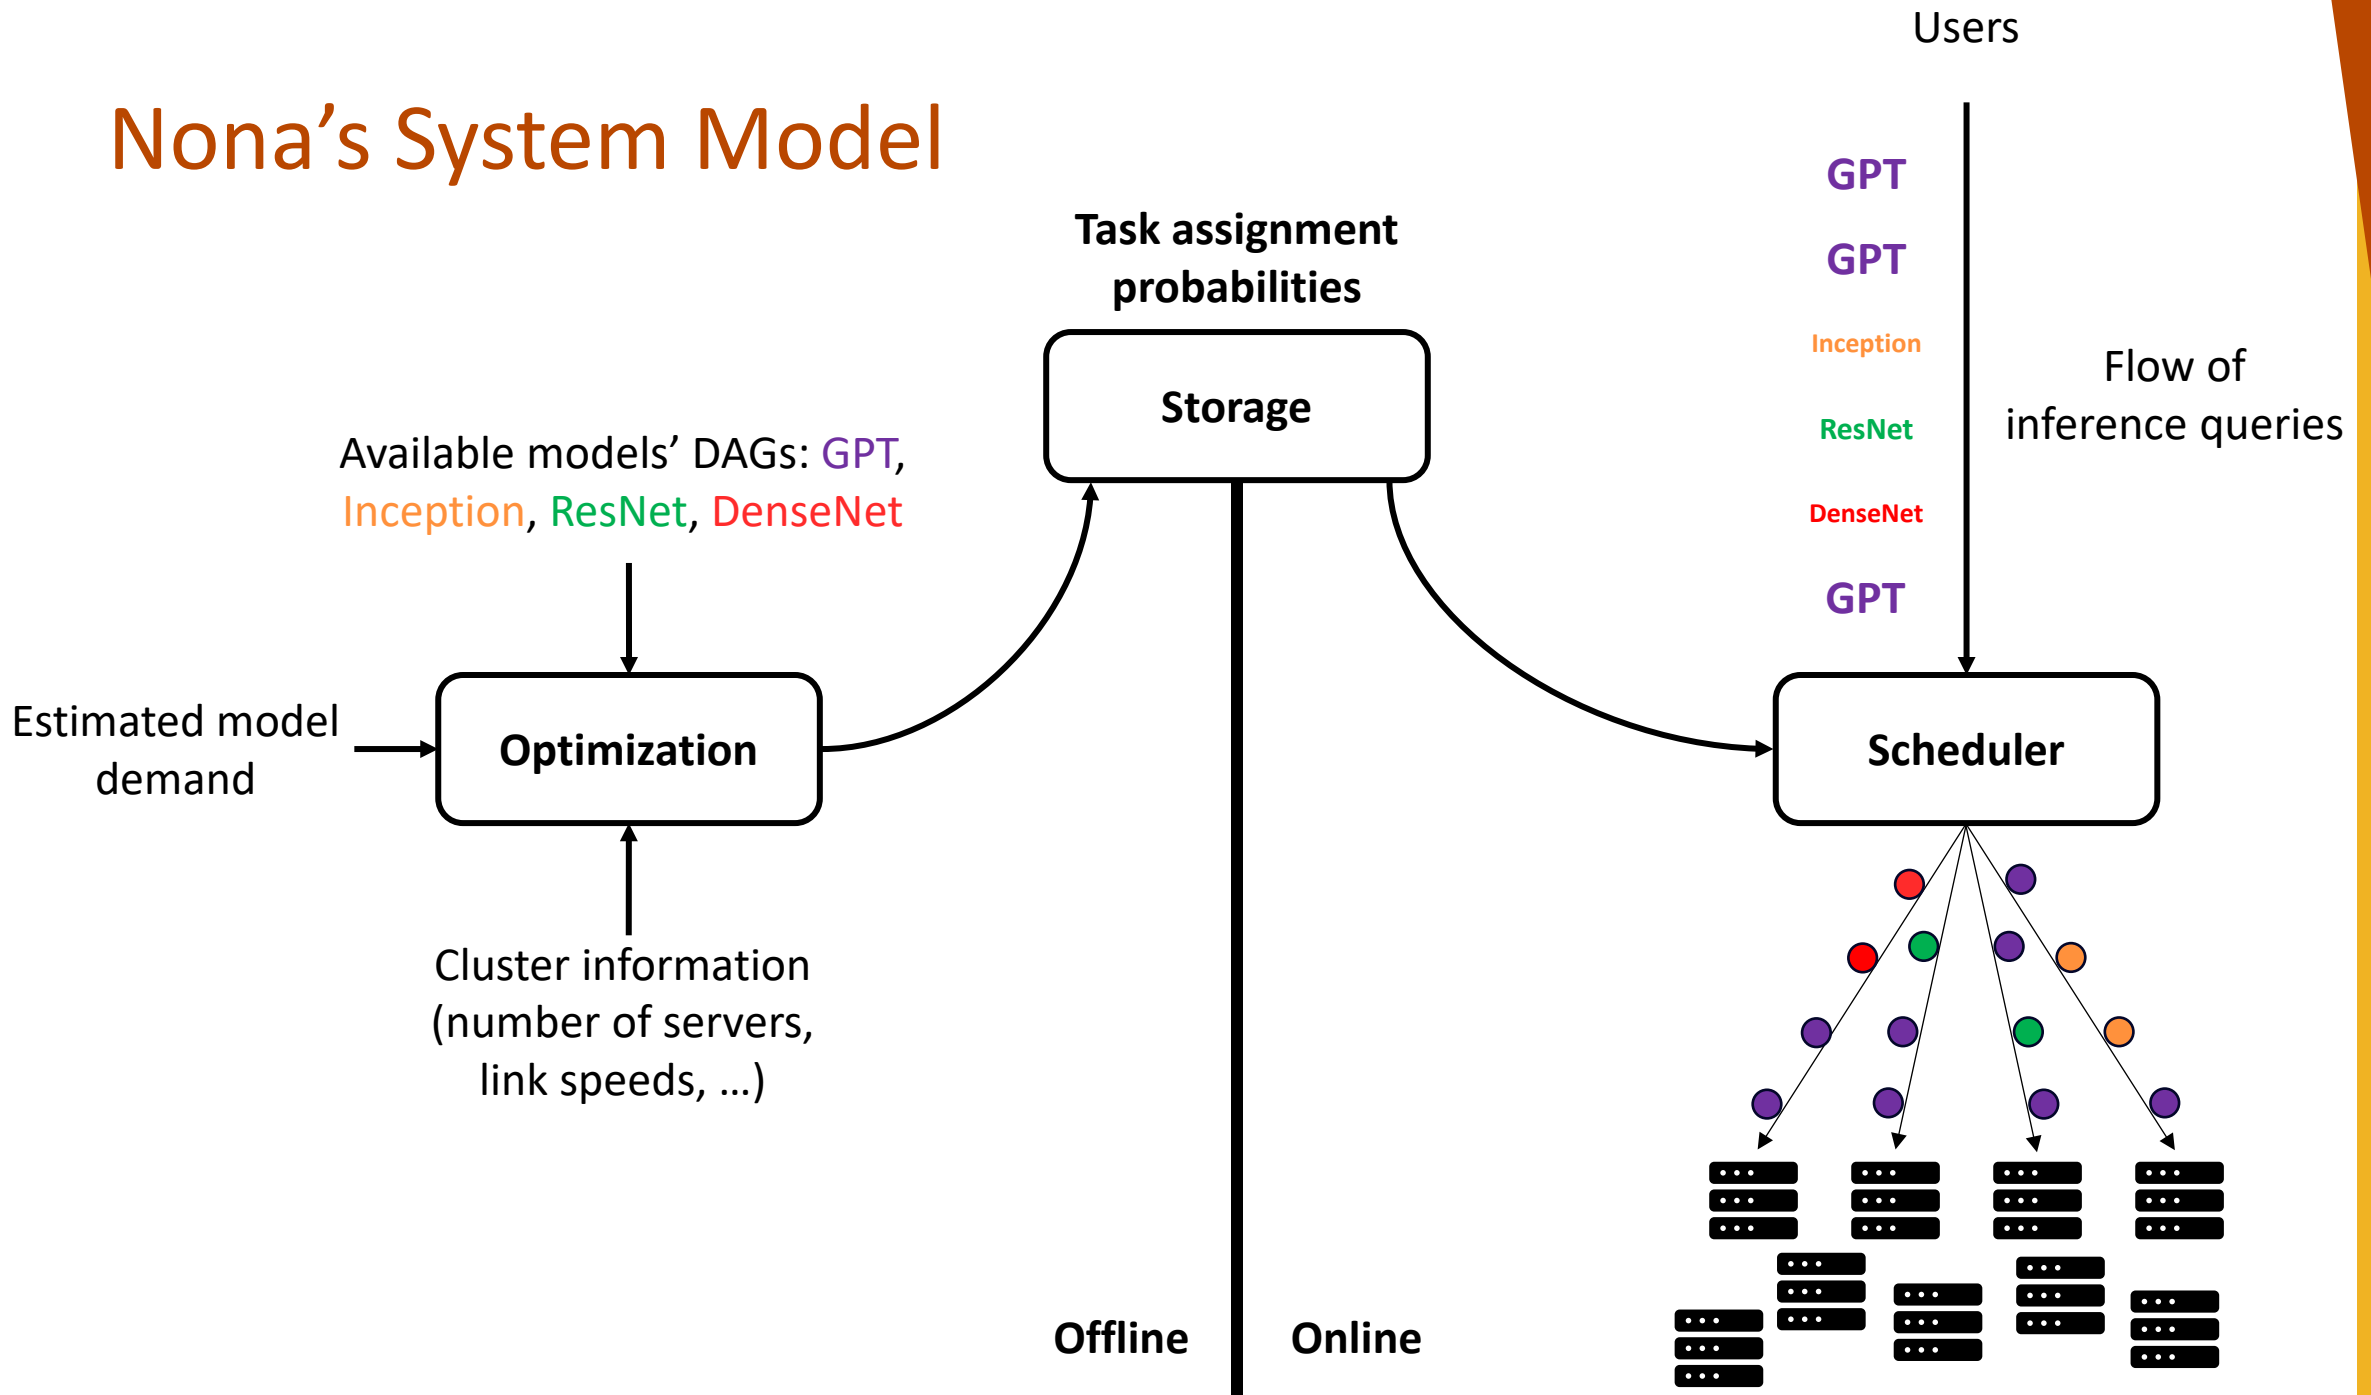 Nona’s System Model
Users
Task assignment
probabilities
Storage
GPT
GPT
Inception
ResNet
DenseNet
GPT
Flow of
inference queries
Available models’ DAGs: GPT,
Inception, ResNet, DenseNet
Estimated model
demand
Optimization
Scheduler
Cluster information
(number of servers,
link speeds, ...)
Offline
Online